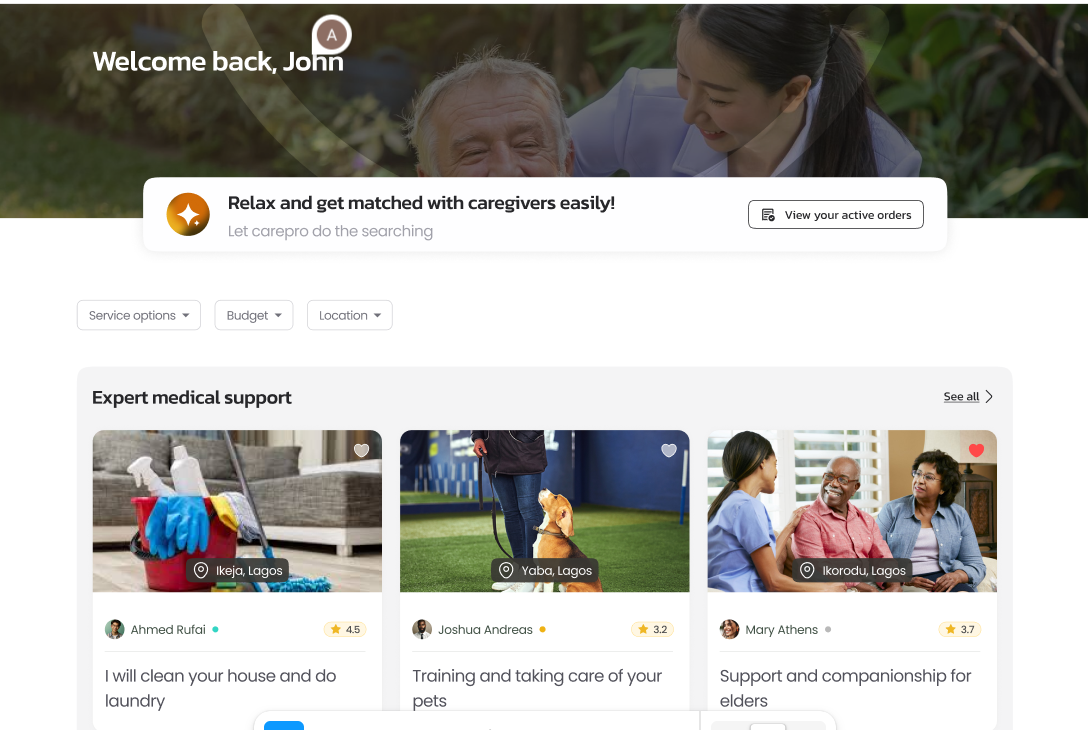 A
Welcome back, John
Relax and get matched with caregivers easily!
Let carepro do the searching
View your active orders
Service options
Budget
Location
Expert medical support
See all
Ikeja, Lagos
Yaba, Lagos
Ikorodu, Lagos
Ahmed Rufai
4.5
Joshua Andreas
3.2
Mary Athens
3.7
I will clean your house and do
laundry
Training and taking care of your
pets
Support and companionship for
elders